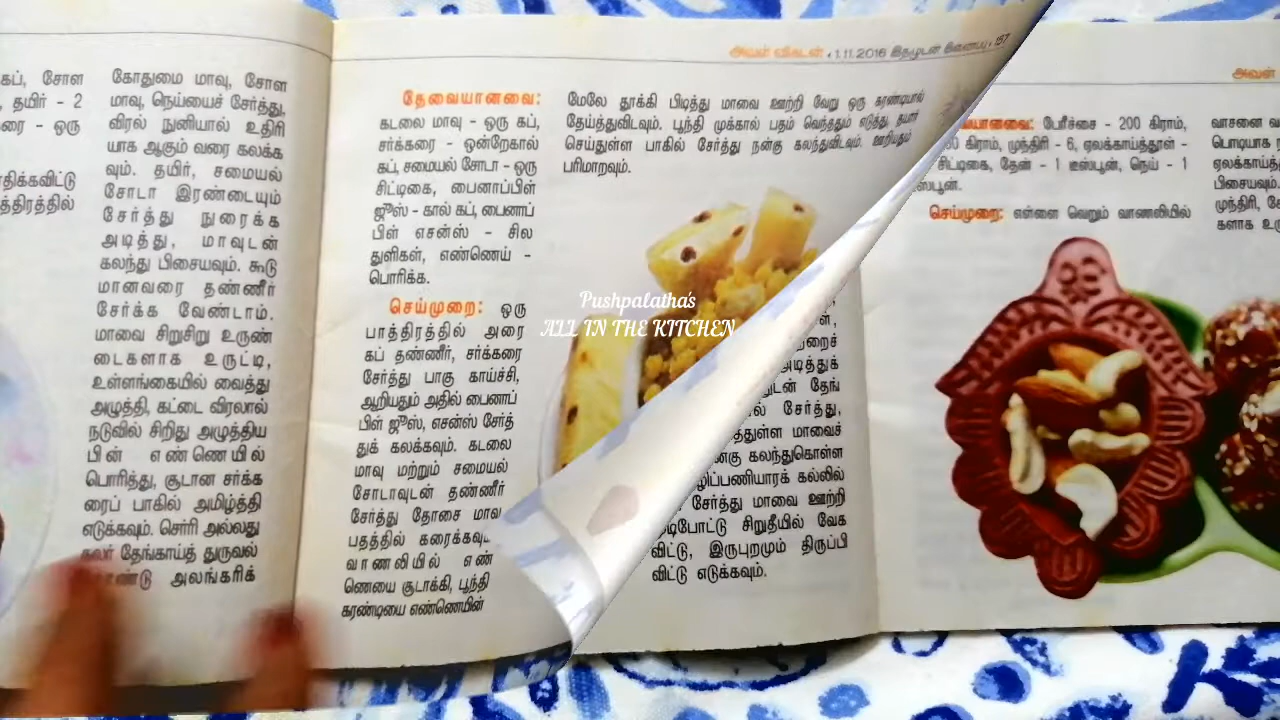 கப், சோள
தயிர் - 2
ஒரு
கோதுமை மாவு, சோள
மாவு, நெய்யைச் சேர்த்து,
விரல் நுனியால் உதிரி
யாக ஆகும் வரை கலக்க
வும். தயிர், சமையல்
சோடா இரண்டையும்
சேர்த்து நுரைக்க
அடித்து, மாவுடன்
கலந்து பிசையவும். கூடு
மானவரை தண்ணீர்
சேர்க்க வேண்டாம்.
மாவை சிறுசிறு உருண்
டைகளாக உருட்டி,
உள்ளங்கையில் வைத்து
அழுத்தி, கட்டை விரலால்
நடுவில் சிறிது அழுத்திய
பின் எண்ணெயில்
பொரித்து, சூடான சர்க்க
ரைப் பாகில் அமிழ்த்தி
எடுக்கவும். செர்ரி அல்லது
தேங்காய்த் துருவல்
அலங்கரிக்
அவள் விகடன் • 1.11.2016 இதழுடன் இணைப்பு • 157
தேவையானவை:
கடலை மாவு - ஒரு கப்,
சர்க்கரை - ஒன்றேகால்
கப், சமையல் சோடா - ஒரு
சிட்டிகை, பைனாப்பிள்
ஜூஸ் - கால் கப், பைனாப்
பிள் எசன்ஸ் - சில
துளிகள், எண்ணெய் -
பொரிக்க.
செய்முறை: ஒரு
பாத்திரத்தில் அரை
கப் தண்ணீர், சர்க்கரை
சேர்த்து பாகு காய்ச்சி,
ஆறியதும் அதில் பைனாப்
பிள் ஜூஸ், எசன்ஸ் சேர்த்
துக் கலக்கவும். கடலை
மாவு மற்றும் சமையல்
சோடாவுடன் தண்ணீர்
சேர்த்து தோசை மாவு
பதத்தில் கரைக்கவும்.
வாணலியில் எண்
ணெயை சூடாக்கி, பூந்தி
கரண்டியை எண்ணெயின்
மேலே தூக்கி பிடித்து மாவை ஊற்றி வேறு ஒரு கரண்டியால்
தேய்த்துவிடவும். பூந்தி முக்கால் பதம் வெந்ததும் எடுத்து, தயார்
செய்துள்ள பாகில் சேர்த்து நன்கு கலந்துவிடவும். ஊறியதும்
பரிமாறவும்.
Pushpalatha's
ALL IN THE KITCHEN
தேங்
சேர்த்து,
மாவைச்
கலந்துகொள்ள
கல்லில்
சேர்த்து மாவை ஊற்றி
சிறுதீயில் வேக
விட்டு, இருபுறமும் திருப்பி
விட்டு எடுக்கவும்.
அவள்
பேரீச்சை - 200 கிராம்,
கிராம், முந்திரி - 6, ஏலக்காய்த்தூள் -
சிட்டிகை, தேன் - 1 டீஸ்பூன், நெய் - 1
செய்முறை: எள்ளை வெறும் வாணலியில்
வாசனை
பொடியாக
ஏலக்காய்த்
பிசையவும்.
முந்திரி,
களாக